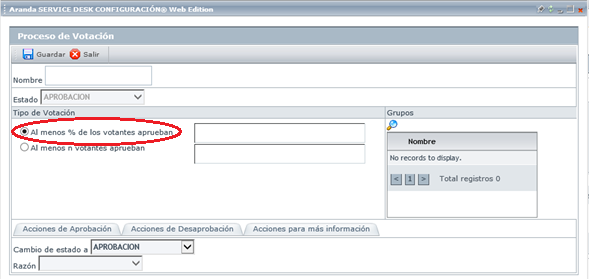 Aranda SERVICE DESK CONFIGURACIÓN® Web Edition
Proceso de Votación
Guardar Salir
Nombre
Estado APROBACION
Tipo de Votación
Al menos % de los votantes aprueban
Al menos n votantes aprueban
Grupos
Nombre
No records to display.
< 1 > Total registros 0
Acciones de Aprobación Acciones de Desaprobación Acciones para más información
Cambio de estado a APROBACION
Razón